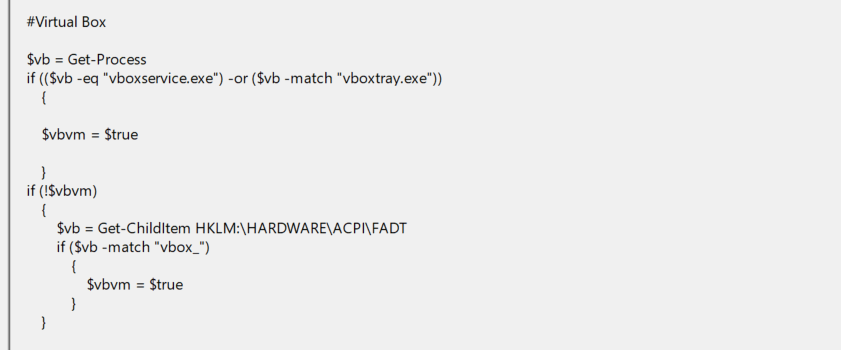 #Virtual Box
$vb = Get-Process
if (($vb -eq "vboxservice.exe") -or ($vb -match "vboxtray.exe"))
{
$vbvm = $true
}
if (!$vbvm)
{
$vb = Get-ChildItem HKLM:\HARDWARE\ACPI\FADT
if ($vb -match "vbox_")
{
$vbvm = $true
}
}